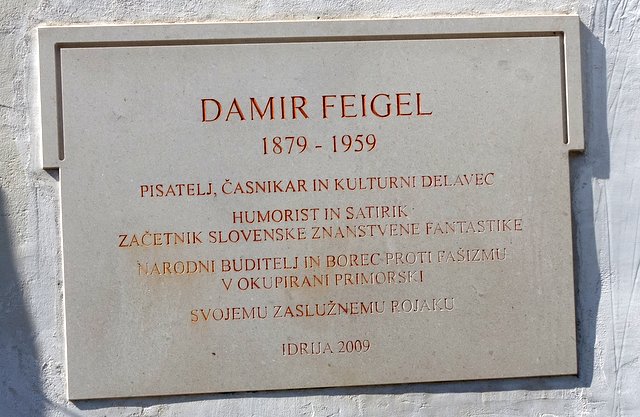 DAMIR FEIGEL
1879 - 1959
PISATELJ, ČASNIKAR IN KULTURNI DELAVEC
HUMORIST IN SATIRIK
ZAČETNIK SLOVENSKE ZNANSTVENE FANTASTIKE
NARODNI BUDITELJ IN BOREC PROTI FAŠIZMU
V OKUPIRANI PRIMORSKI
SVOJEMU ZASLUŽNEMU ROJAKU
IDRIJA 2009